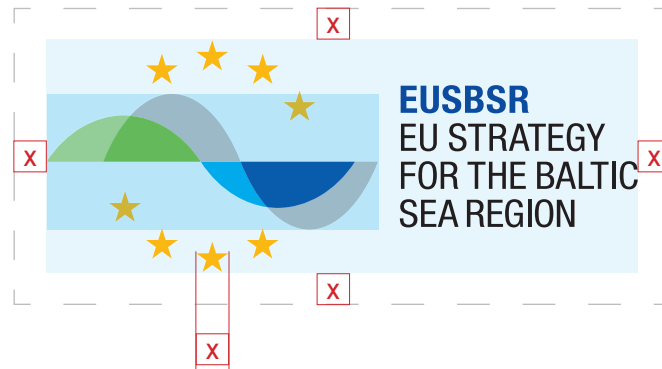 X
EUSBSR
EU STRATEGY
X
X
FOR THE BALTIC
SEA REGION
X
X